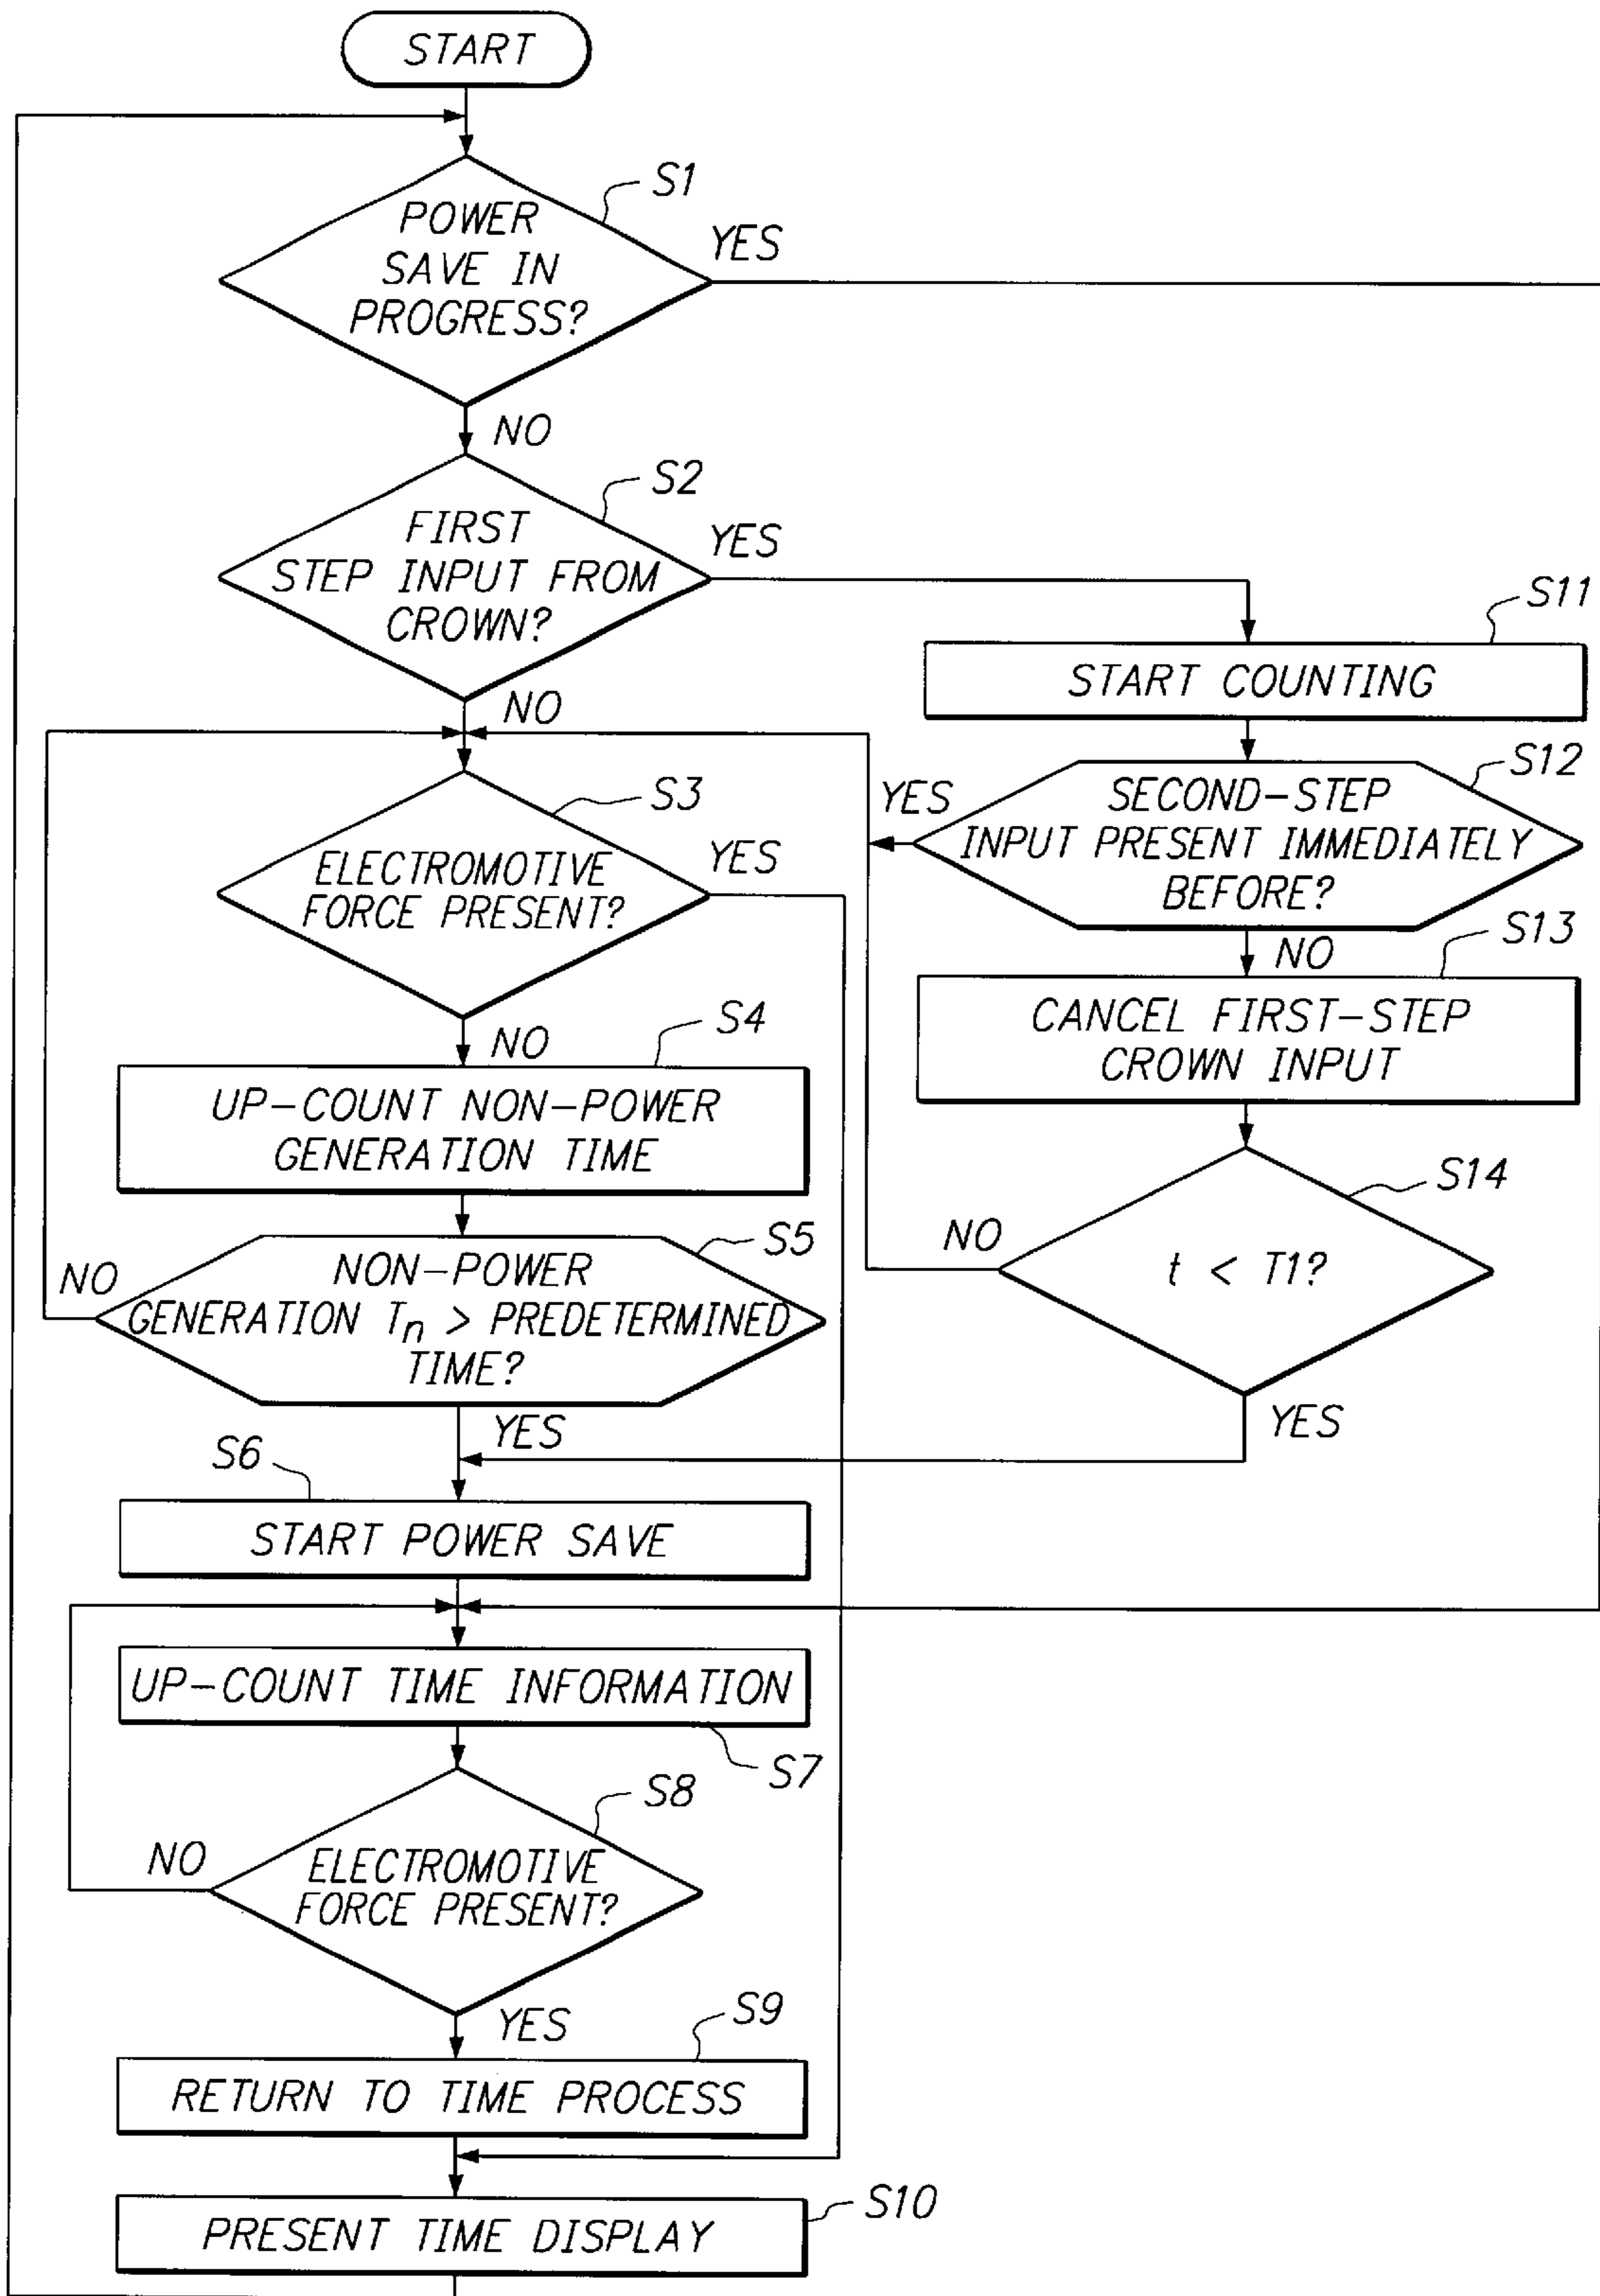 START
S1
POWER
SAVE IN
PROGRESS?
YES
NO
S2
FIRST
STEP INPUT FROM
CROWN?
YES
NO
S11
START COUNTING
S12
SECOND-STEP
INPUT PRESENT IMMEDIATELY
BEFORE?
YES
NO
S3
ELECTROMOTIVE
FORCE PRESENT?
YES
NO
S13
CANCEL FIRST-STEP
CROWN INPUT
S4
UP-COUNT NON-POWER
GENERATION TIME
S14
t < T1?
NO
YES
S5
NON-POWER
GENERATION Tn > PREDETERMINED
TIME?
NO
YES
S6
START POWER SAVE
UP-COUNT TIME INFORMATION
S7
S8
ELECTROMOTIVE
FORCE PRESENT?
NO
YES
S9
RETURN TO TIME PROCESS
S10
PRESENT TIME DISPLAY